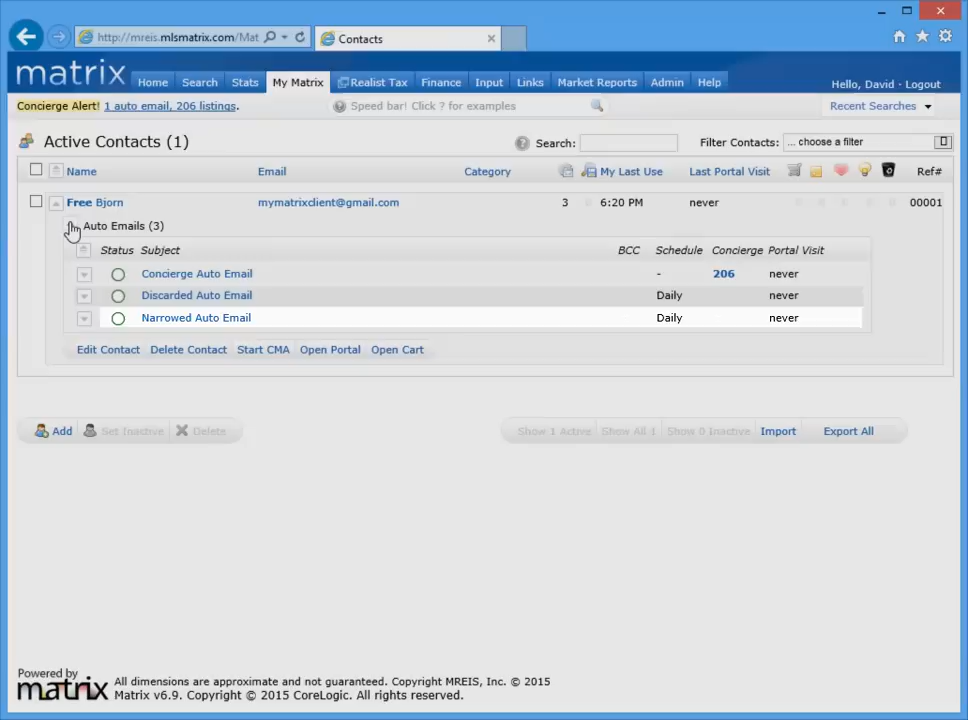 http://mreis.mlsmatrix.com/Mat
Contacts
matrix
Home Search Stats My Matrix Realist Tax Finance Input Links Market Reports Admin Help
Hello, David · Logout
Concierge Alert! 1 auto email, 206 listings.
Speed bar! Click ? for examples
Recent Searches
Active Contacts (1)
Search:
Filter Contacts: ... choose a filter
Name Email Category My Last Use Last Portal Visit Ref#
Free Bjorn mymatrixclient@gmail.com 3 6:20 PM never 00001
Auto Emails (3)
Status Subject BCC Schedule Concierge Portal Visit
Concierge Auto Email - 206 never
Discarded Auto Email Daily never
Narrowed Auto Email Daily never
Edit Contact Delete Contact Start CMA Open Portal Open Cart
Add Set Inactive Delete
Show 1 Active Show All 1 Show 0 Inactive Import Export All
Powered by
matrix
All dimensions are approximate and not guaranteed. Copyright MREIS, Inc. © 2015
Matrix v6.9. Copyright © 2015 CoreLogic. All rights reserved.